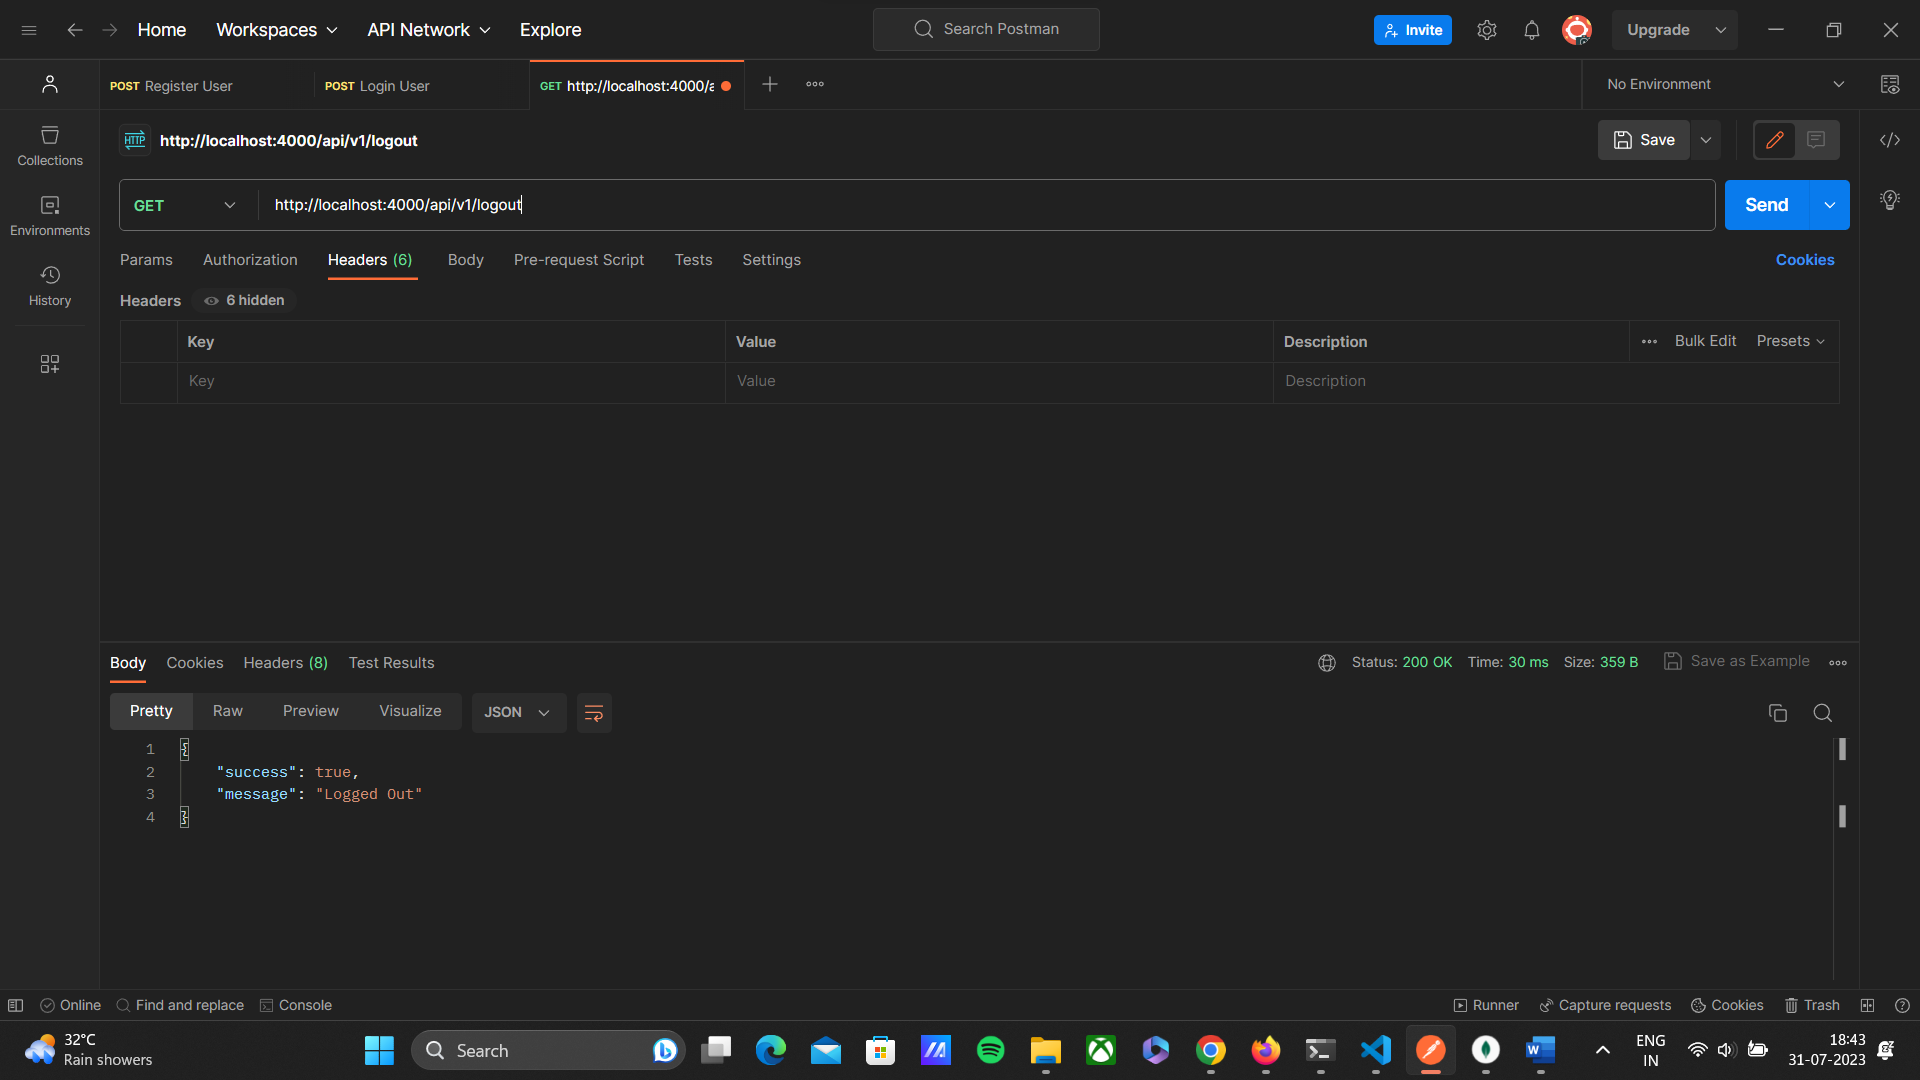 Home Workspaces API Network Explore Search Postman Invite Upgrade
POST Register User POST Login User GET http://localhost:4000/a No Environment
HTTP http://localhost:4000/api/v1/logout Save
Collections
GET http://localhost:4000/api/v1/logout Send
Environments
Params Authorization Headers (6) Body Pre-request Script Tests Settings Cookies
History
Headers 6 hidden
Key Value Description Bulk Edit Presets
Key Value Description
Body Cookies Headers (8) Test Results Status: 200 OK Time: 30 ms Size: 359 B Save as Example
Pretty Raw Preview Visualize JSON
1 {
2 "success": true,
3 "message": "Logged Out"
4 }
Online Find and replace Console Runner Capture requests Cookies Trash
32°C
Rain showers
Search
ENG
IN
18:43
31-07-2023